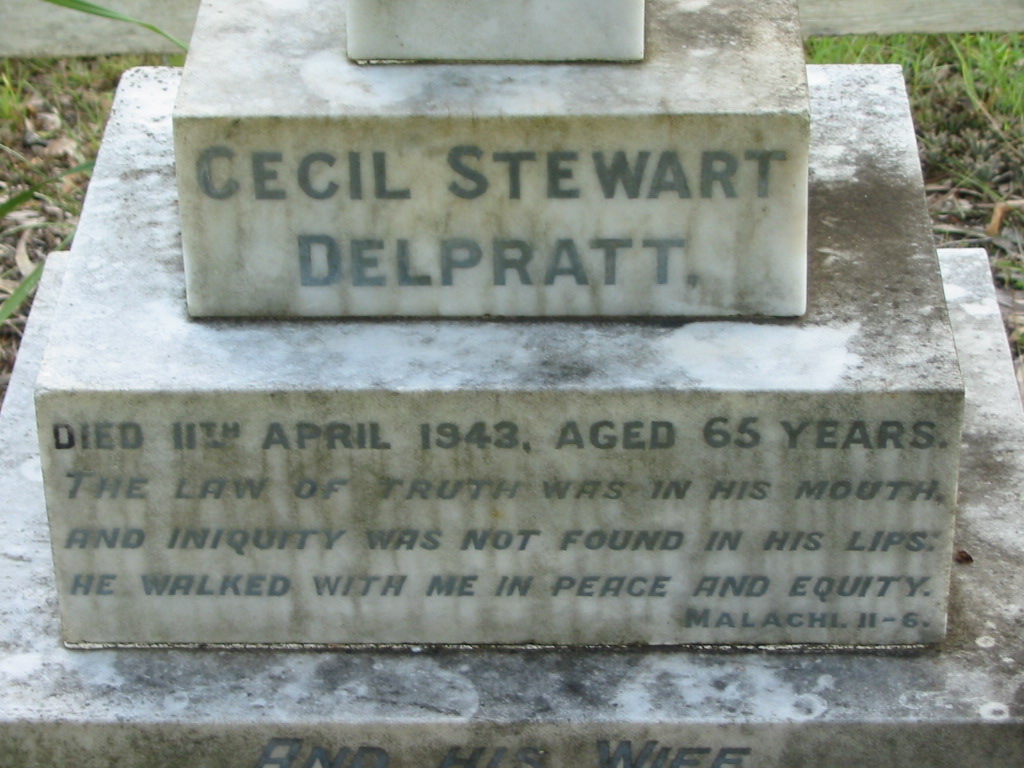 CECIL STEWART
DELPRATT.
DIED 11TH APRIL 1943, AGED 65 YEARS.
THE LAW OF TRUTH WAS IN HIS MOUTH,
AND INIQUITY WAS NOT FOUND IN HIS LIPS:
HE WALKED WITH ME IN PEACE AND EQUITY.
MALACHI. II-6.
AND HIS WIFE